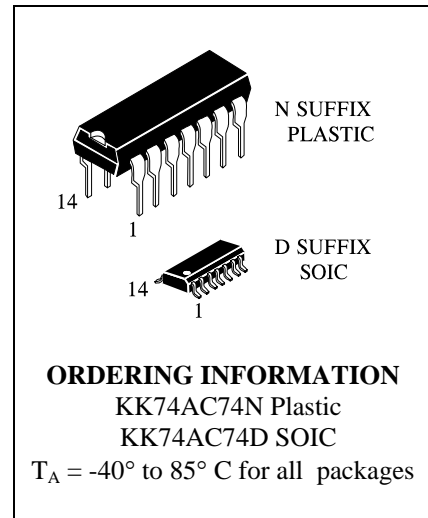 N SUFFIX
PLASTIC
14
1
D SUFFIX
SOIC
14
1
ORDERING INFORMATION
KK74AC74N Plastic
KK74AC74D SOIC
TA = -40° to 85° C for all packages